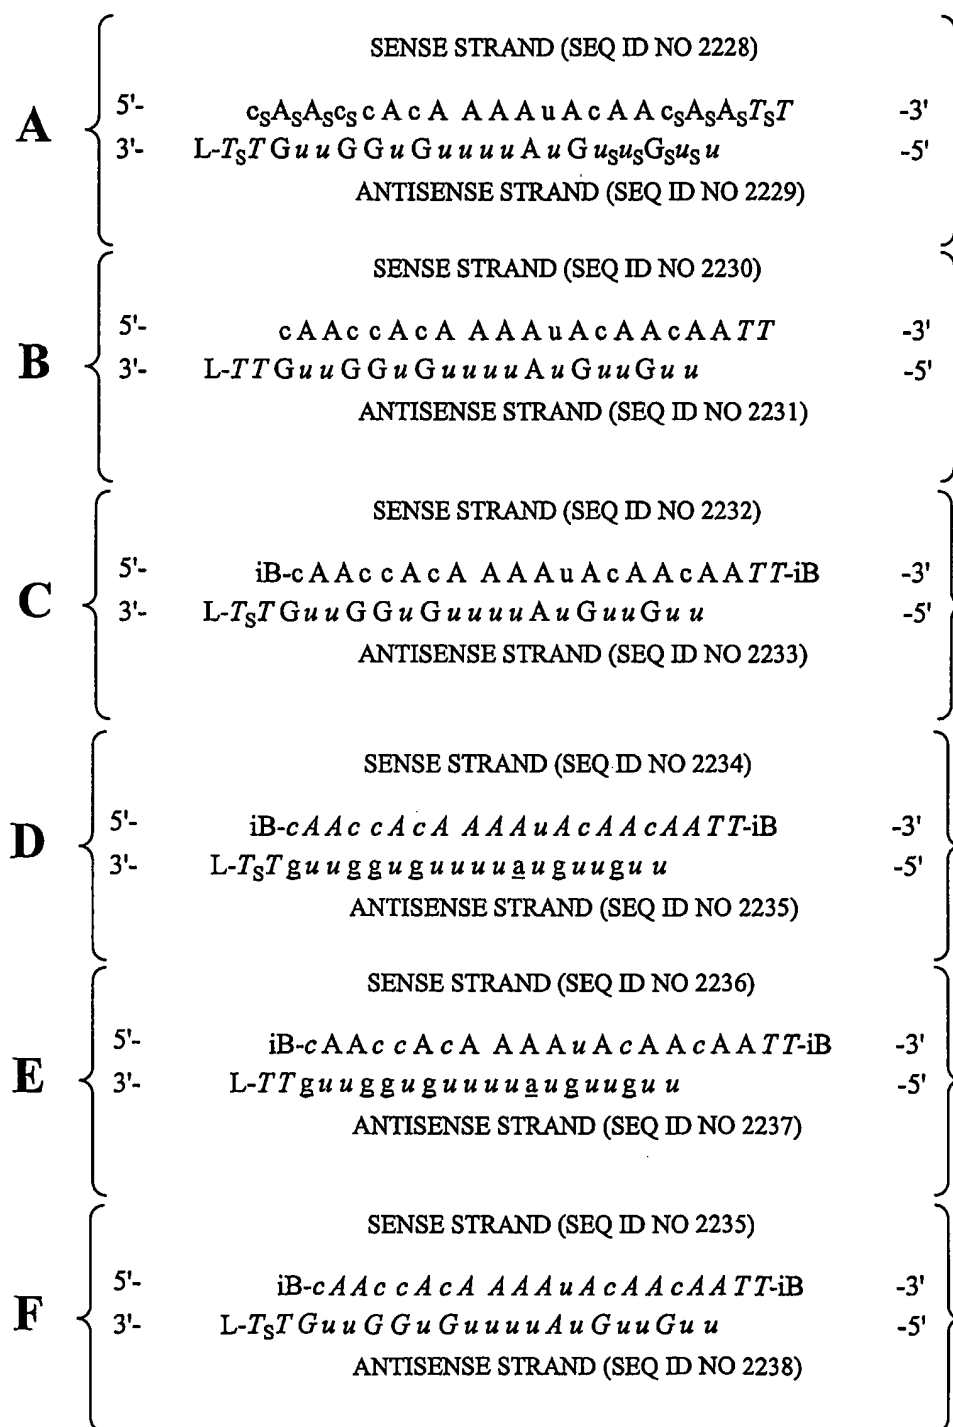 SENSE STRAND (SEQ ID NO 2228)
A
5'- cSASAScS c A c A A A A u A c A A cSASASTST -3'
3'- L-TST G u u G G u G u u u u A u G uSuSGSuS u -5'
ANTISENSE STRAND (SEQ ID NO 2229)
SENSE STRAND (SEQ ID NO 2230)
B
5'- c A A c c A c A A A A u A c A A c A A T T -3'
3'- L-T T G u u G G u G u u u u A u G u u G u u -5'
ANTISENSE STRAND (SEQ ID NO 2231)
SENSE STRAND (SEQ ID NO 2232)
C
5'- iB-c A A c c A c A A A A u A c A A c A A T T-iB -3'
3'- L-TST G u u G G u G u u u u A u G u u G u u -5'
ANTISENSE STRAND (SEQ ID NO 2233)
SENSE STRAND (SEQ ID NO 2234)
D
5'- iB-c A A c c A c A A A A u A c A A c A A T T-iB -3'
3'- L-TST g u u g g u g u u u u a u g u u g u u -5'
ANTISENSE STRAND (SEQ ID NO 2235)
SENSE STRAND (SEQ ID NO 2236)
E
5'- iB-c A A c c A c A A A A u A c A A c A A T T-iB -3'
3'- L-T T g u u g g u g u u u u a u g u u g u u -5'
ANTISENSE STRAND (SEQ ID NO 2237)
SENSE STRAND (SEQ ID NO 2235)
F
5'- iB-c A A c c A c A A A A u A c A A c A A T T-iB -3'
3'- L-TST G u u G G u G u u u u A u G u u G u u -5'
ANTISENSE STRAND (SEQ ID NO 2238)